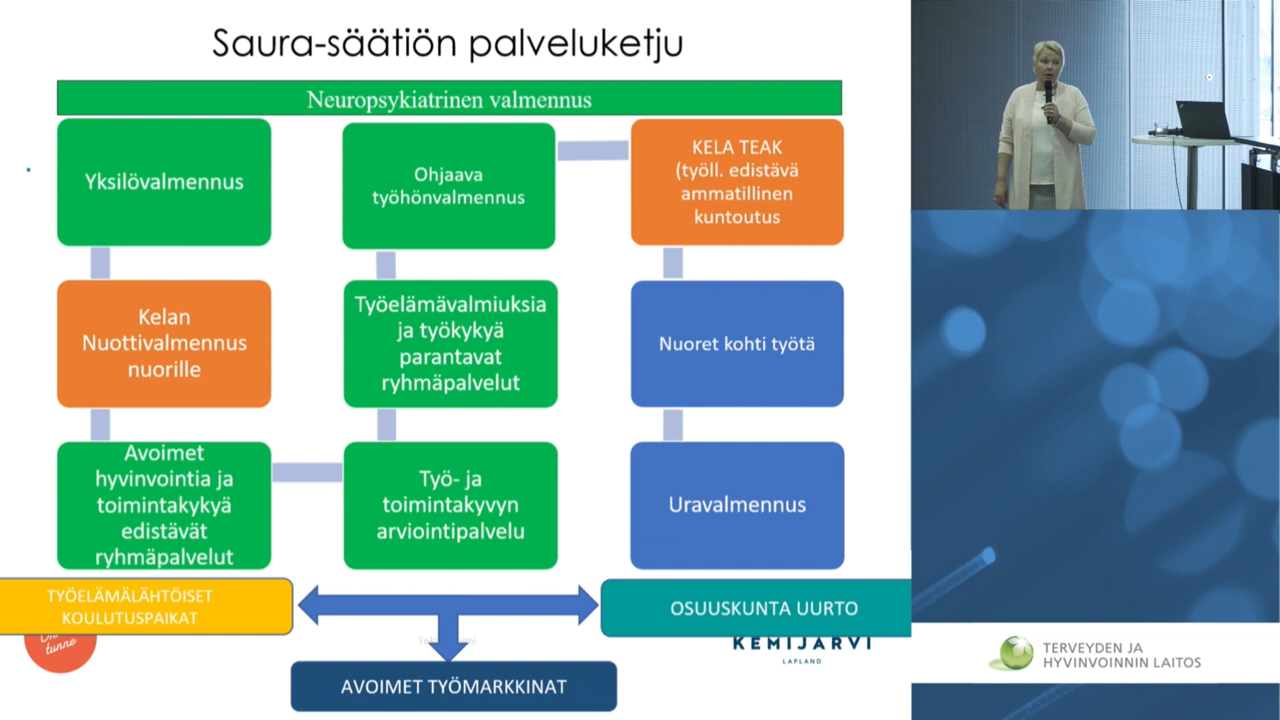 Saura-säätiön palveluketju
Neuropsykiatrinen valmennus
Yksilövalmennus
Kelan
Nuottivalmennus
nuorille
Avoimet
hyvinvointia ja
toimintakykyä
edistävät
ryhmäpalvelut
Ohjaava
työhönvalmennus
Työelämävalmiuksia
ja työkykyä
parantavat
ryhmäpalvelut
Työ- ja
toimintakyvyn
arviointipalvelu
KELA TEAK
(työll. edistävä
ammatillinen
kuntoutus
Nuoret kohti työtä
Uravalmennus
TYÖELÄMÄLÄHTÖISET
KOULUTUSPAIKAT
OSUUSKUNTA UURTO
tunne
KEMIJÄRVI
LAPLAND
AVOIMET TYÖMARKKINAT
TERVEYDEN JA
HYVINVOINNIN LAITOS